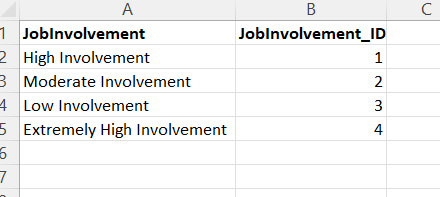 A B C
1 JobInvolvement JobInvolvement_ID
2 High Involvement 1
3 Moderate Involvement 2
4 Low Involvement 3
5 Extremely High Involvement 4
6
7